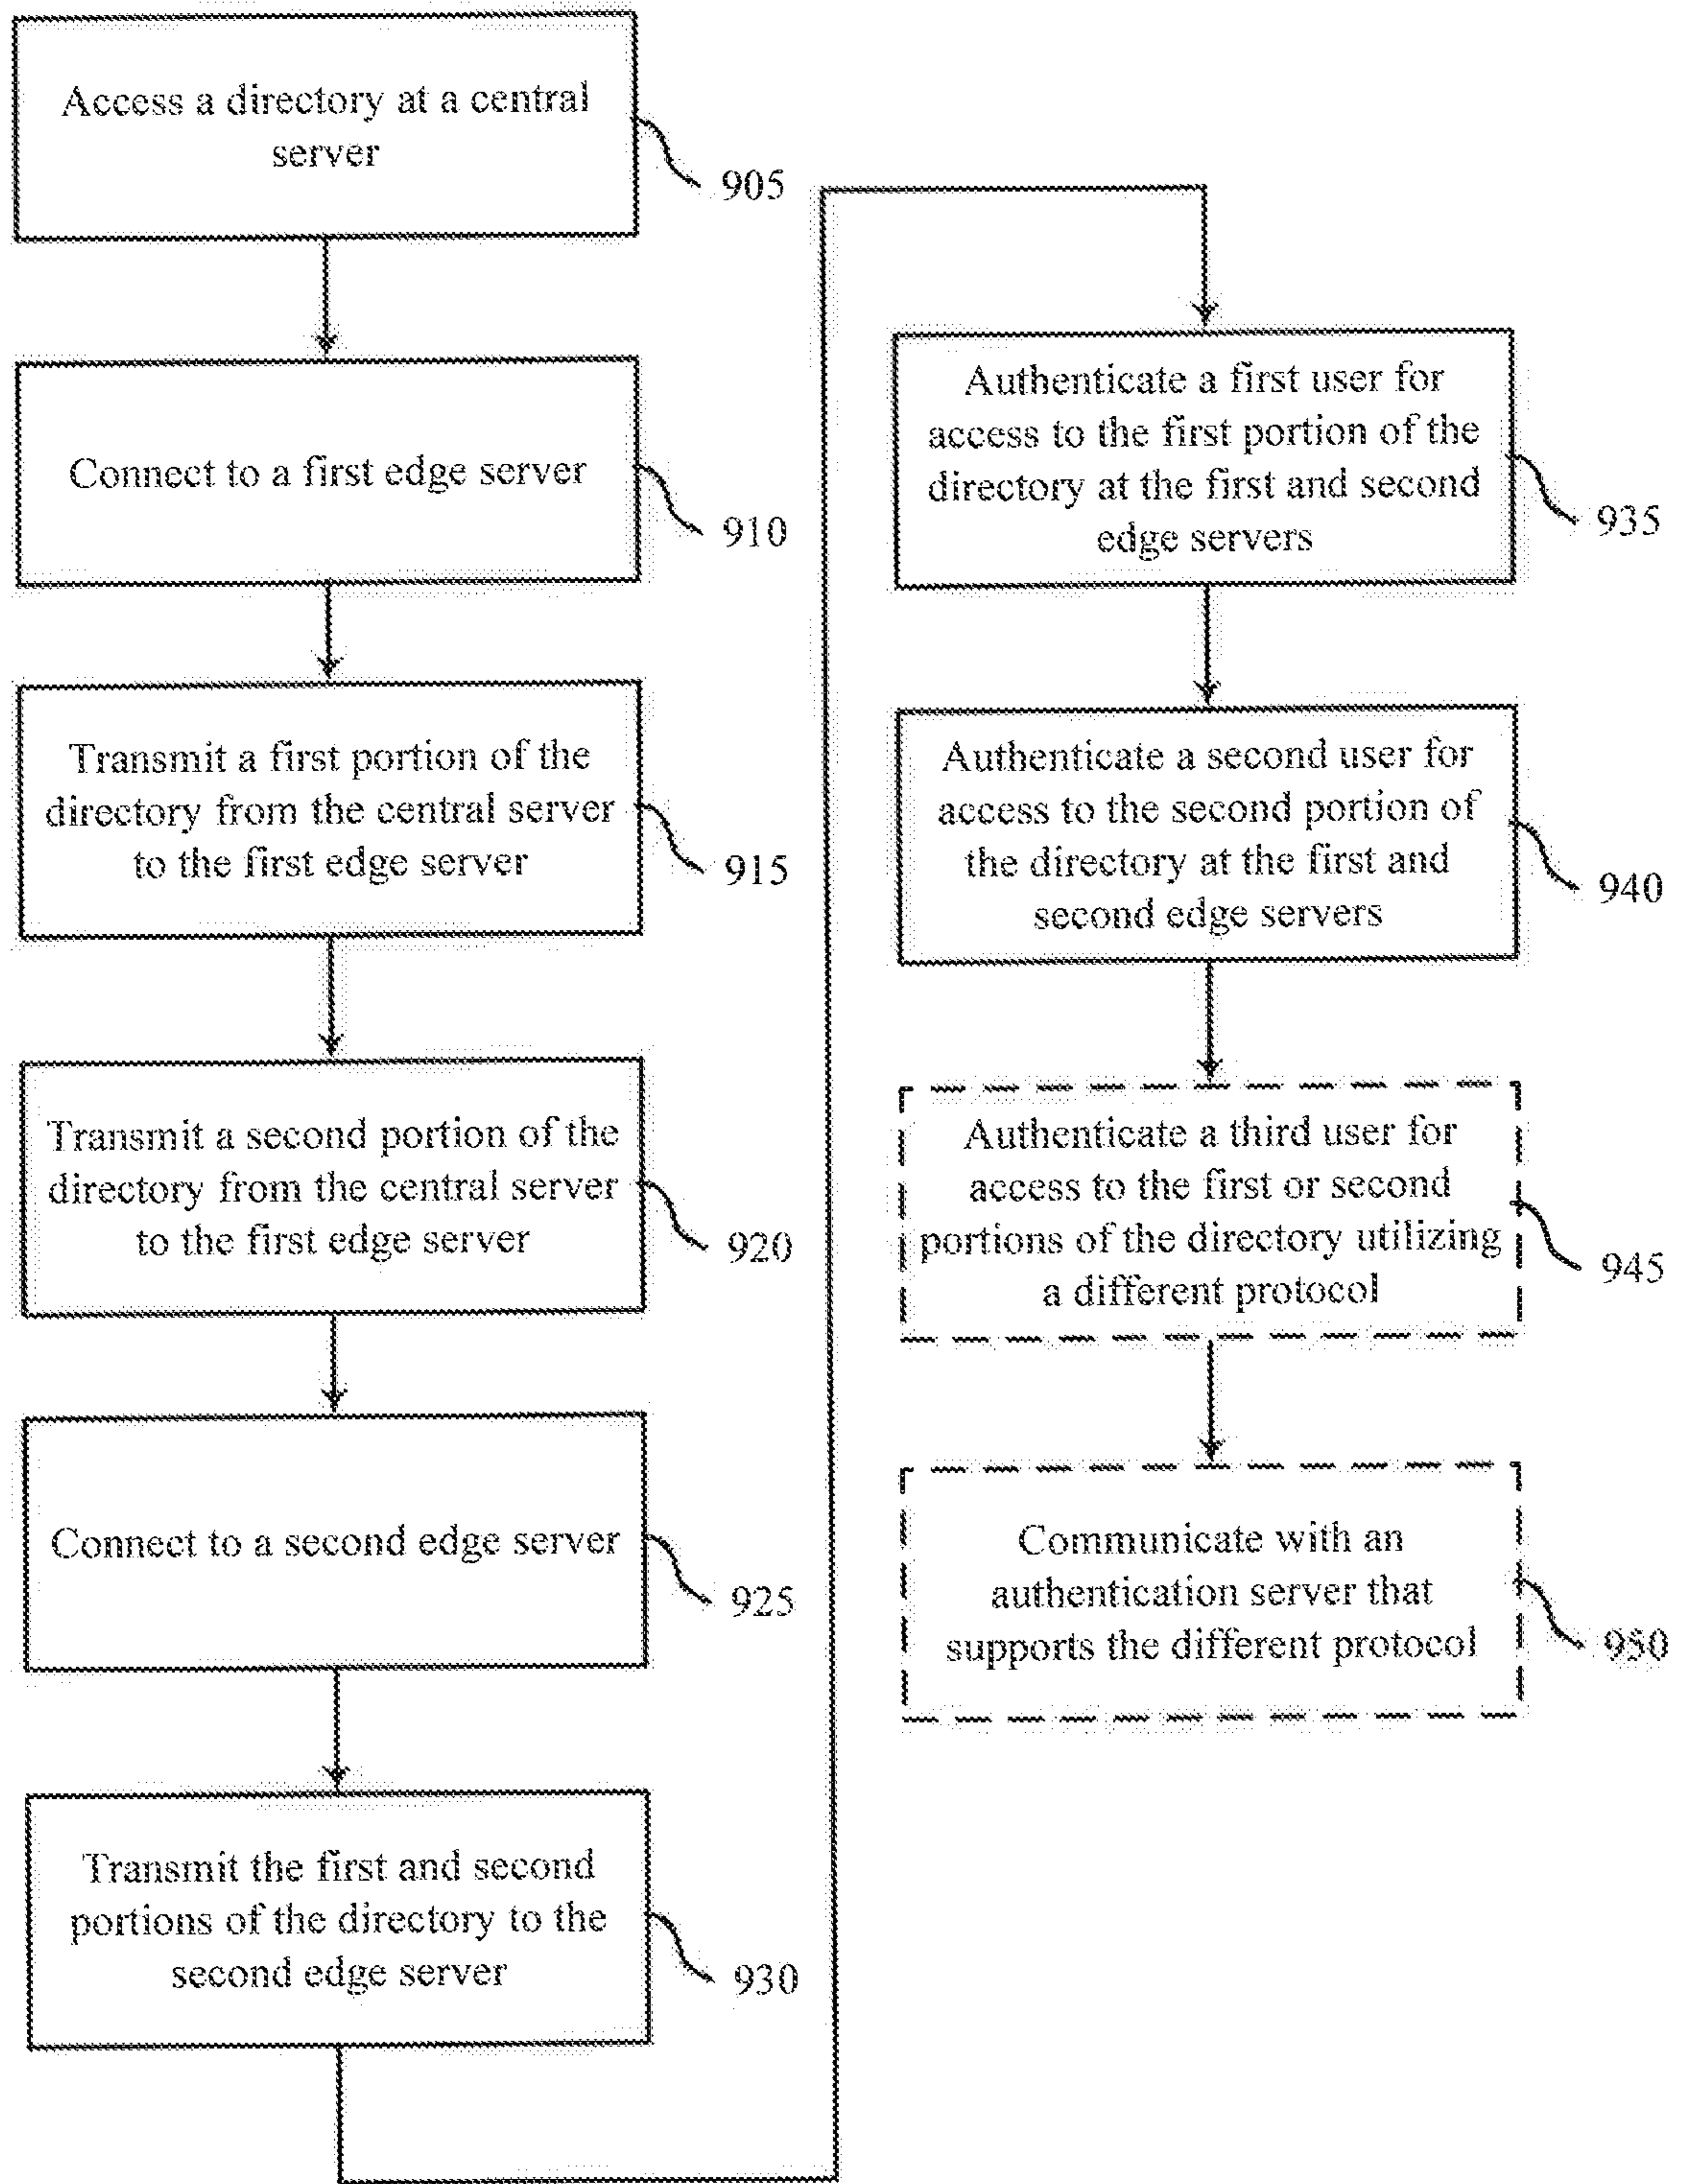 Access a directory at a central
server
905
Connect to a first edge server
910
Transmit a first portion of the
directory from the central server
to the first edge server
915
Transmit a second portion of the
directory from the central server
to the first edge server
920
Connect to a second edge server
925
Transmit the first and second
portions of the directory to the
second edge server
930
Authenticate a first user for
access to the first portion of the
directory at the first and second
edge servers
935
Authenticate a second user for
access to the second portion of
the directory at the first and
second edge servers
940
Authenticate a third user for
access to the first or second
portions of the directory utilizing
a different protocol
945
Communicate with an
authentication server that
supports the different protocol
950